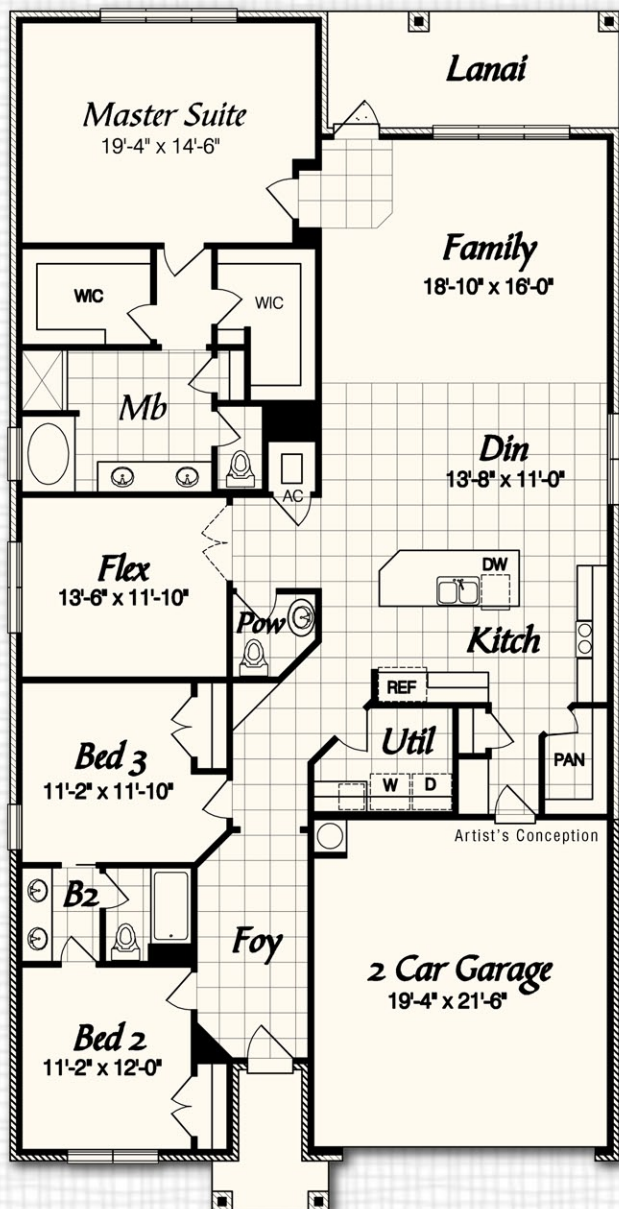 Lanai
Master Suite
19'-4" x 14'-6"
Family
18'-10" x 16'-0"
WIC
WIC
Mb
Din
13'-8" x 11'-0"
AC
Flex
13'-6" x 11'-10"
DW
Pow
Kitch
REF
Bed 3
11'-2" x 11'-10"
Util
PAN
W
D
Artist's Conception
B2
Foy
2 Car Garage
19'-4" x 21'-6"
Bed 2
11'-2" x 12'-0"